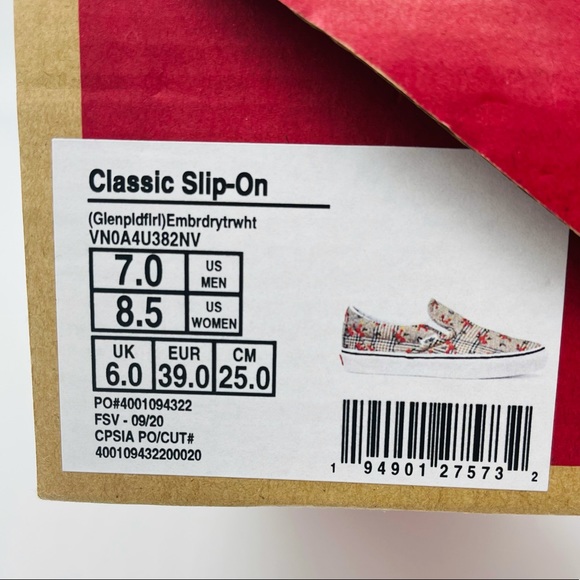 Classic Slip-On
(Glenpldflrl)Embrdrytrwht
VN0A4U382NV
7.0 US MEN
8.5 US WOMEN
UK EUR CM
6.0 39.0 25.0
PO#4001094322
FSV - 09/20
CPSIA PO/CUT#
400109432200020
1 94901 27573 2